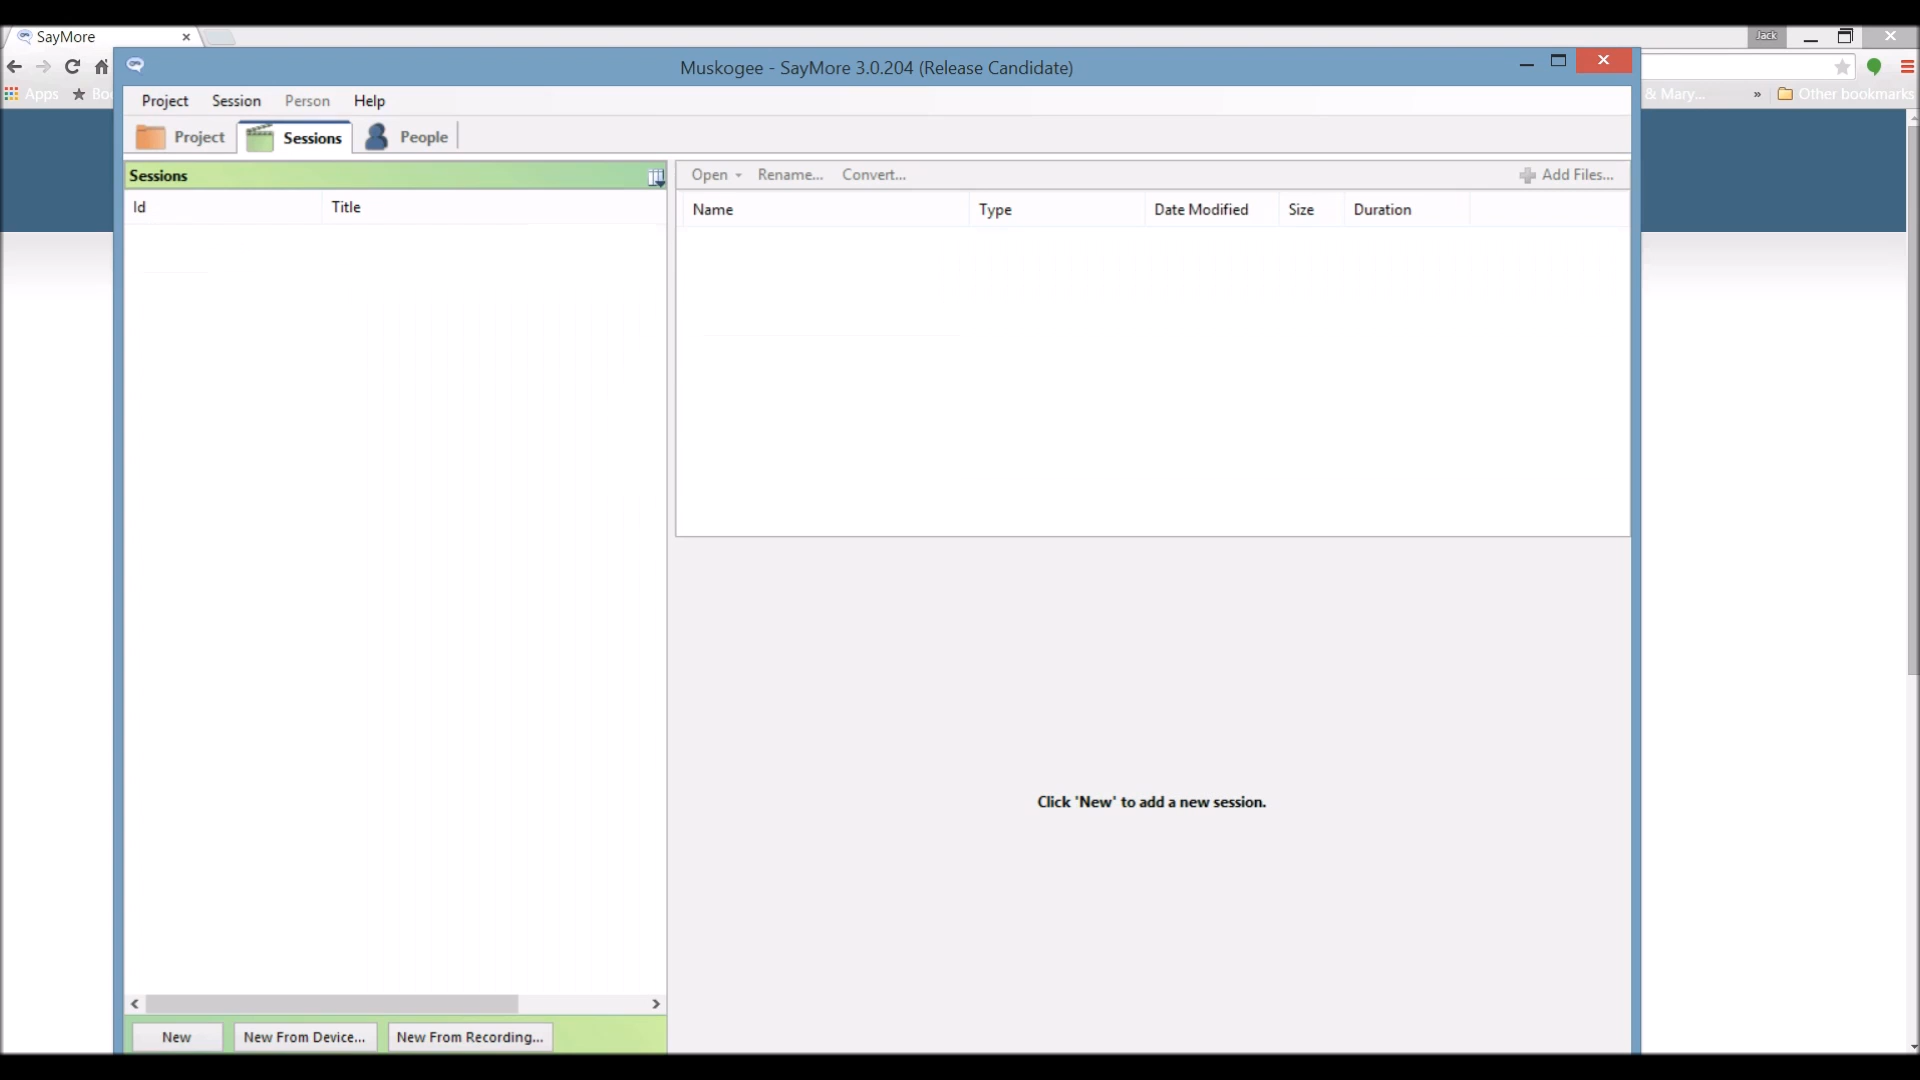 SayMore
Jack
Muskogee - SayMore 3.0.204 (Release Candidate)
Apps
Bo
& Mary...
»
Other bookmarks
Project Session Person Help
Project Sessions People
Sessions
Open Rename... Convert... Add Files...
Id Title
Name Type Date Modified Size Duration
Click 'New' to add a new session.
New New From Device... New From Recording...